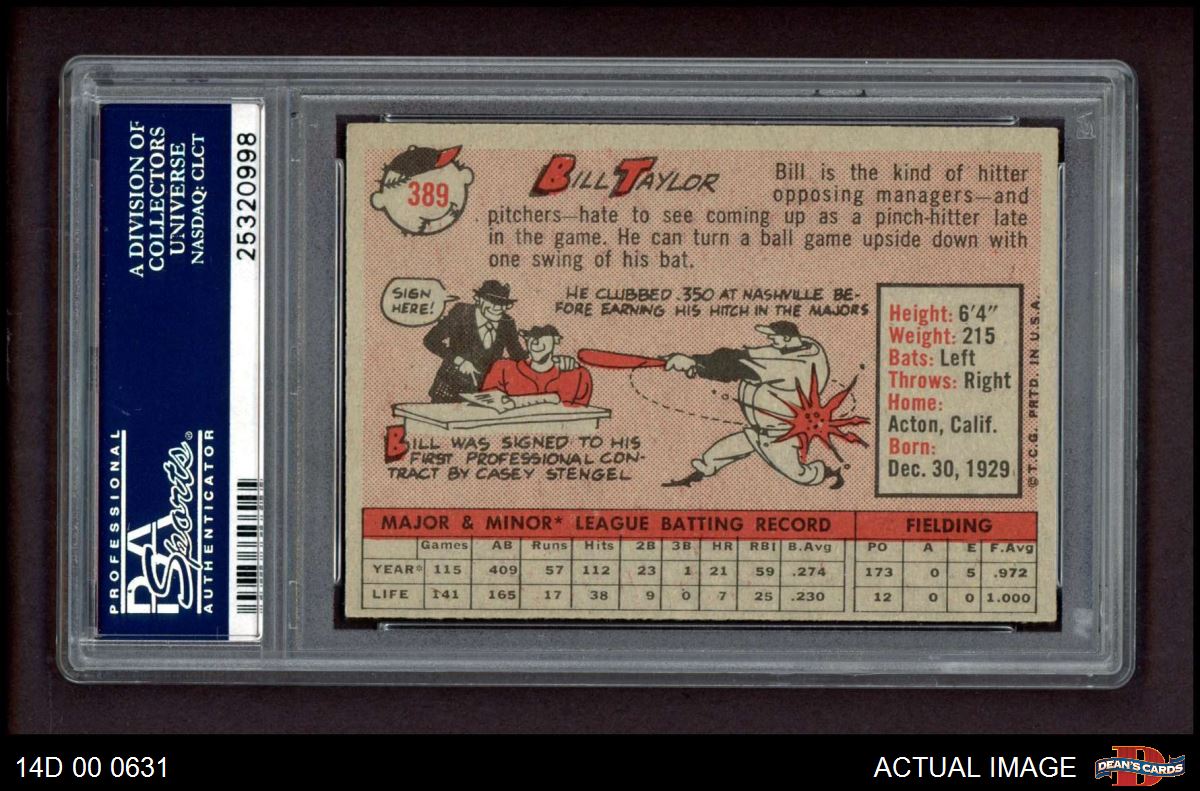 A DIVISION OF
COLLECTORS
UNIVERSE
NASDAQ: CLCT
25320998
PROFESSIONAL
PSA
Sports®
AUTHENTICATOR
389
BILL TAYLOR
Bill is the kind of hitter
opposing managers—and
pitchers—hate to see coming up as a pinch-hitter late
in the game. He can turn a ball game upside down with
one swing of his bat.
SIGN
HERE!
HE CLUBBED .350 AT NASHVILLE BE-
FORE EARNING HIS HITCH IN THE MAJORS
BILL WAS SIGNED TO HIS
FIRST PROFESSIONAL CON-
TRACT BY CASEY STENGEL
Height: 6'4"
Weight: 215
Bats: Left
Throws: Right
Home:
Acton, Calif.
Born:
Dec. 30, 1929
© T.C.G. PRTD. IN U.S.A.
MAJOR & MINOR* LEAGUE BATTING RECORD FIELDING
Games AB Runs Hits 2B 3B HR RBI B.Avg PO A E F.Avg
YEAR* 115 409 57 112 23 1 21 59 .274 173 0 5 .972
LIFE 141 165 17 38 9 0 7 25 .230 12 0 0 1.000
14D 00 0631
ACTUAL IMAGE
D
DEAN'S CARDS